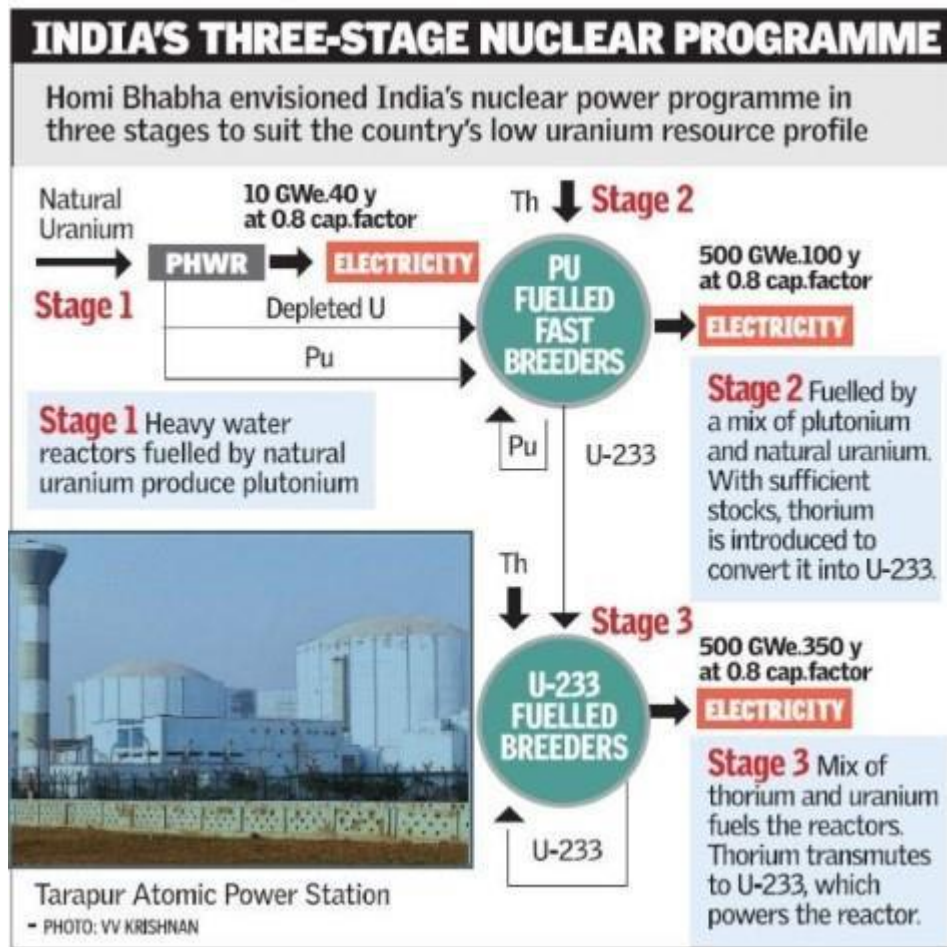 INDIA'S THREE-STAGE NUCLEAR PROGRAMME
Homi Bhabha envisioned India's nuclear power programme in
three stages to suit the country's low uranium resource profile
Natural
Uranium
Stage 1
PHWR
10 GWe.40 y
at 0.8 cap.factor
ELECTRICITY
Depleted U
Pu
Th
Stage 2
PU
FUELLED
FAST
BREEDERS
500 GWe.100 y
at 0.8 cap.factor
ELECTRICITY
Pu
U-233
Stage 1 Heavy water
reactors fuelled by natural
uranium produce plutonium
Stage 2 Fuelled by
a mix of plutonium
and natural uranium.
With sufficient
stocks, thorium
is introduced to
convert it into U-233.
Th
Stage 3
U-233
FUELLED
BREEDERS
500 GWe.350 y
at 0.8 cap.factor
ELECTRICITY
U-233
Stage 3 Mix of
thorium and uranium
fuels the reactors.
Thorium transmutes
to U-233, which
powers the reactor.
Tarapur Atomic Power Station
- PHOTO: VV KRISHNAN